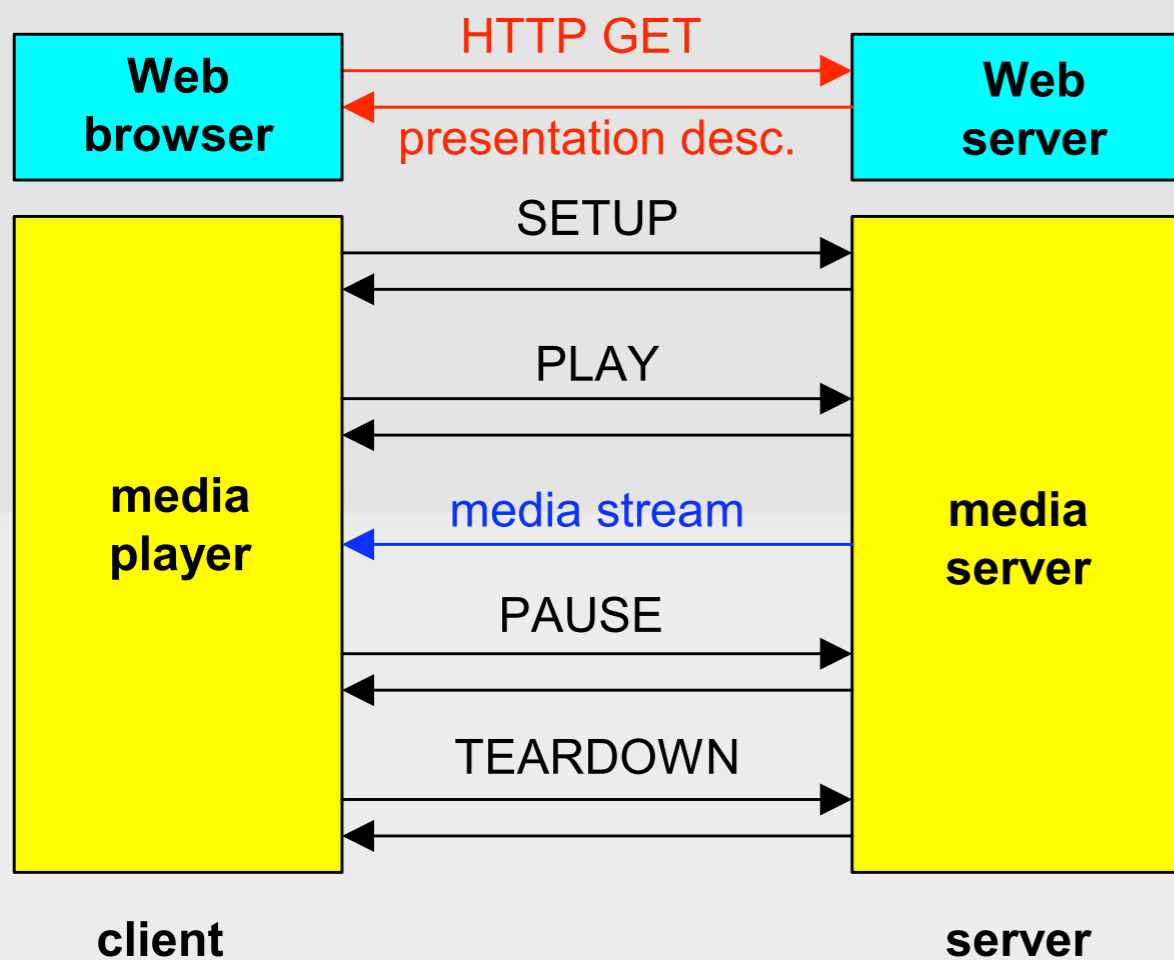 HTTP GET
Web
browser
Web
server
presentation desc.
SETUP
PLAY
media
player
media stream
media
server
PAUSE
TEARDOWN
client
server